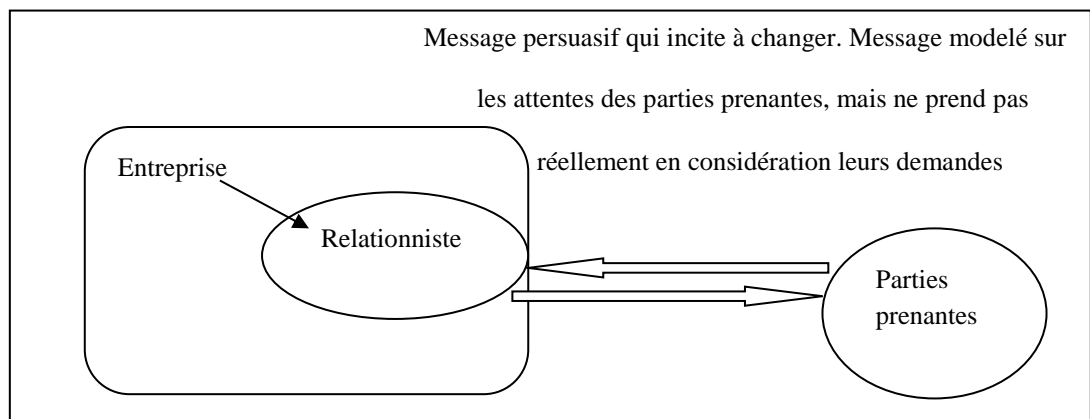 Message persuasif qui incite à changer. Message modelé sur
les attentes des parties prenantes, mais ne prend pas
réellement en considération leurs demandes
Entreprise
Relationniste
Parties
prenantes